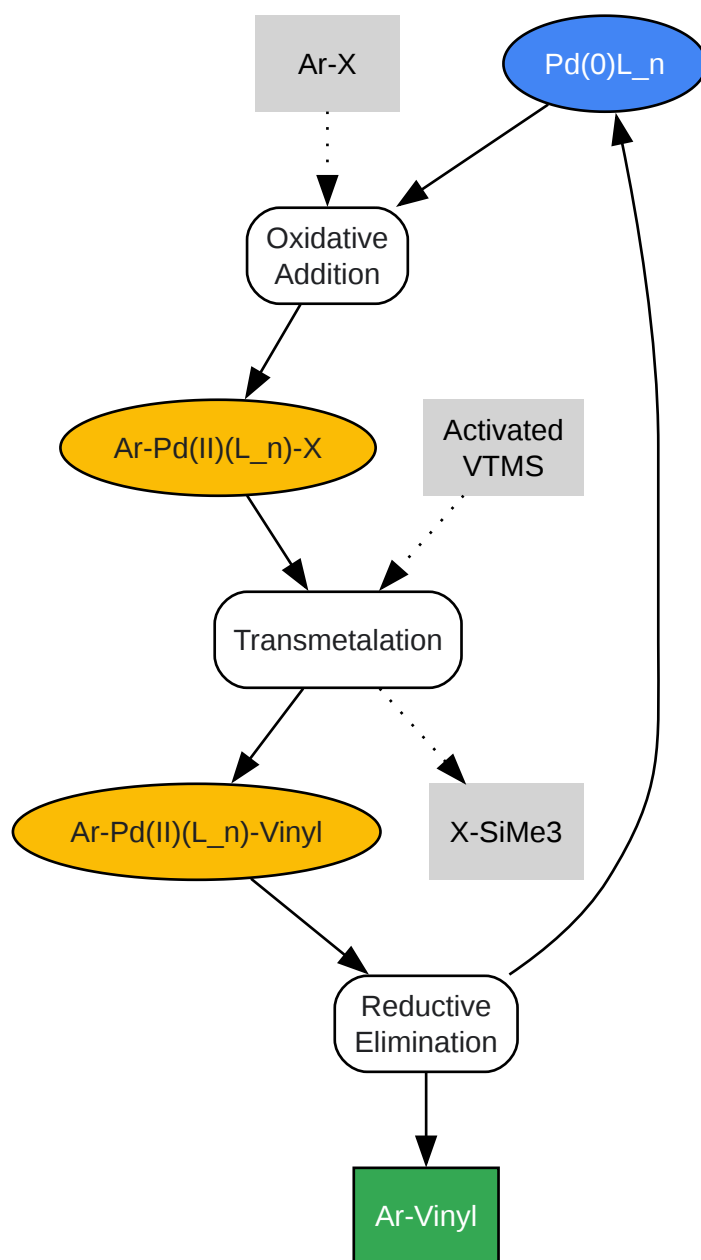 Ar-X
Pd(0)L_n
Oxidative
Addition
Ar-Pd(II)(L_n)-X
Activated
VTMS
Transmetalation
Ar-Pd(II)(L_n)-Vinyl
X-SiMe3
Reductive
Elimination
Ar-Vinyl